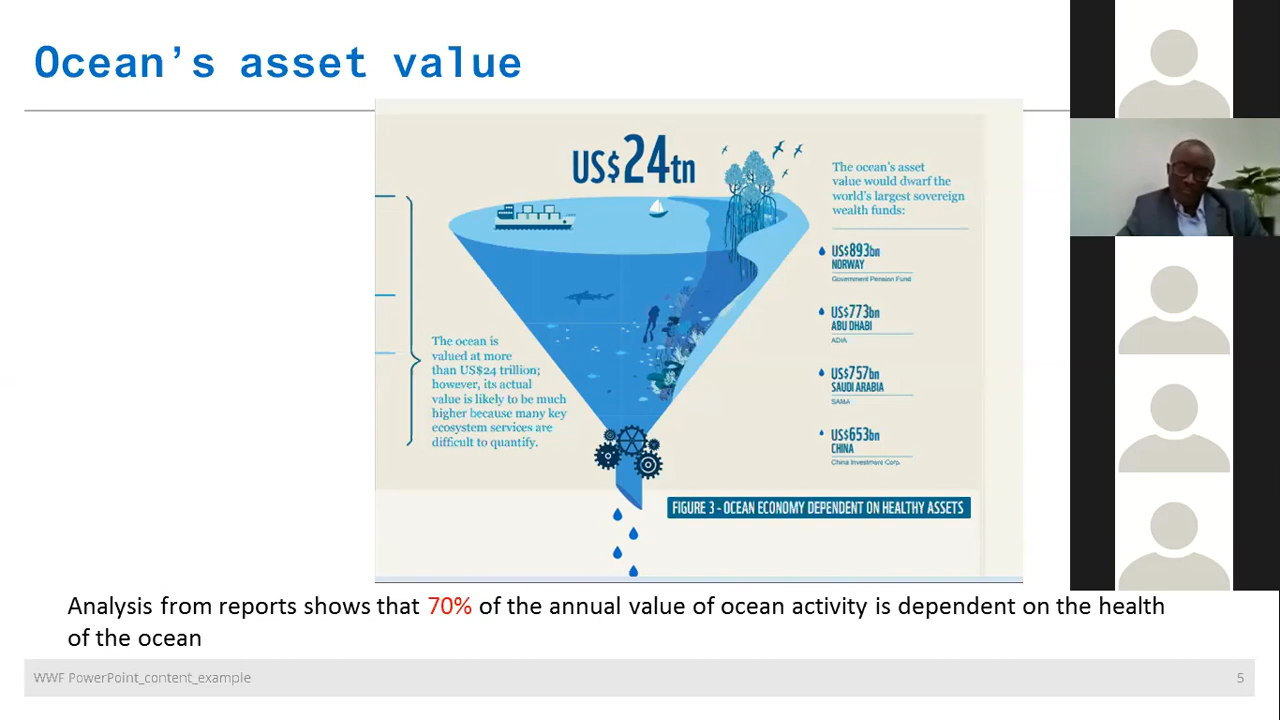 Ocean's asset value
US$24tn
The ocean is
valued at more
than US$24 trillion;
however, its actual
value is likely to be much
higher because many key
ecosystem services are
difficult to quantify.
The ocean's asset
value would dwarf the
world's largest sovereign
wealth funds:
US$893bn
NORWAY
Government Pension Fund
US$773bn
ABU DHABI
ADIA
US$757bn
SAUDI ARABIA
SAMA
US$653bn
CHINA
China Investment Corp.
FIGURE 3 - OCEAN ECONOMY DEPENDENT ON HEALTHY ASSETS
Analysis from reports shows that 70% of the annual value of ocean activity is dependent on the health
of the ocean
WWF PowerPoint_content_example
5